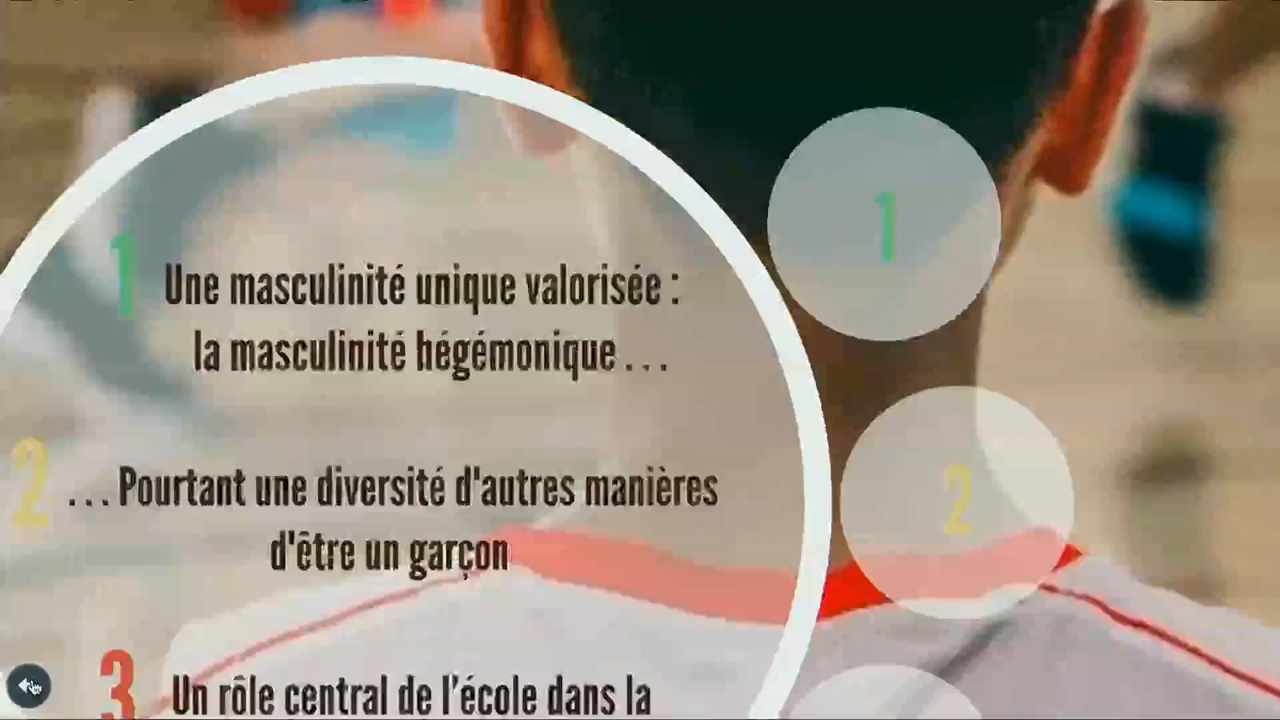 1 Une masculinité unique valorisée :
la masculinité hégémonique . . .
2 . . . Pourtant une diversité d'autres manières
d'être un garçon
3 Un rôle central de l'école dans la
1
2